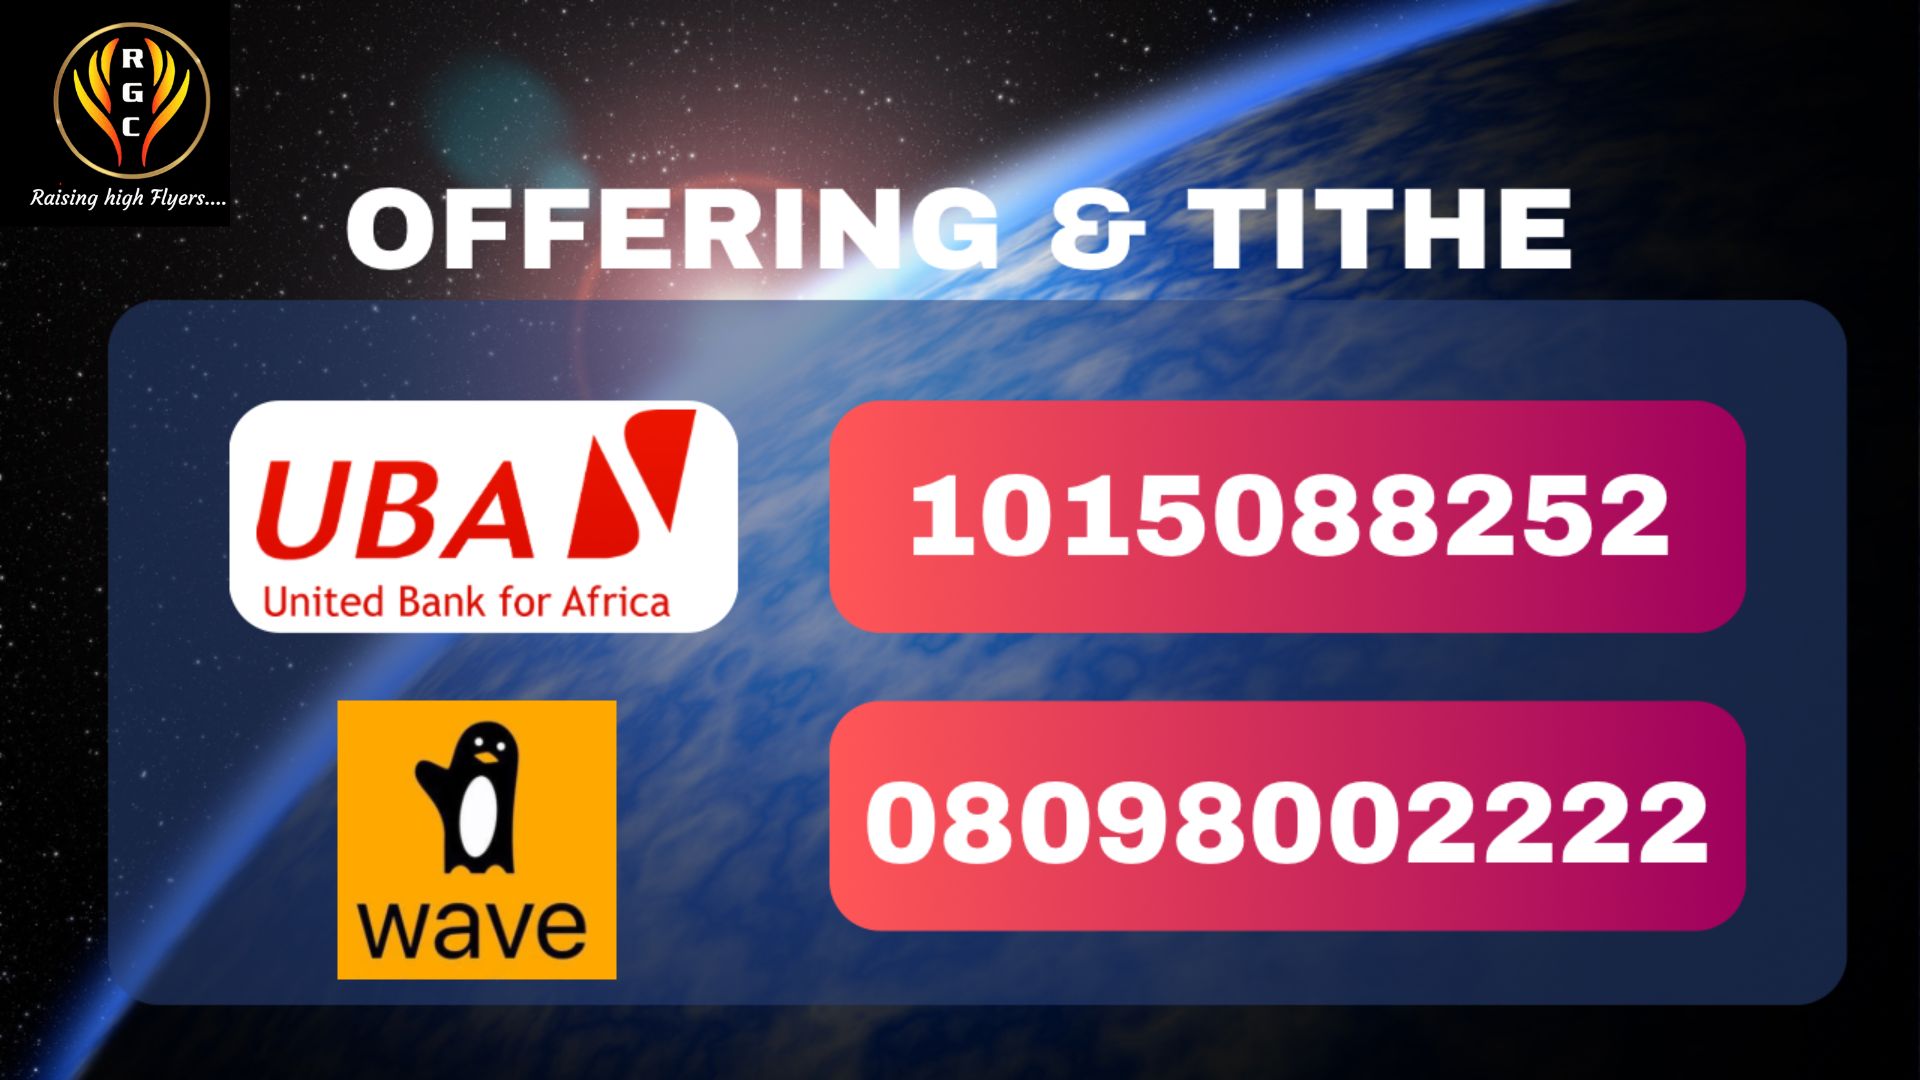 R
G
C
Raising high Flyers....
OFFERING & TITHE
UBA
United Bank for Africa
1015088252
wave
08098002222